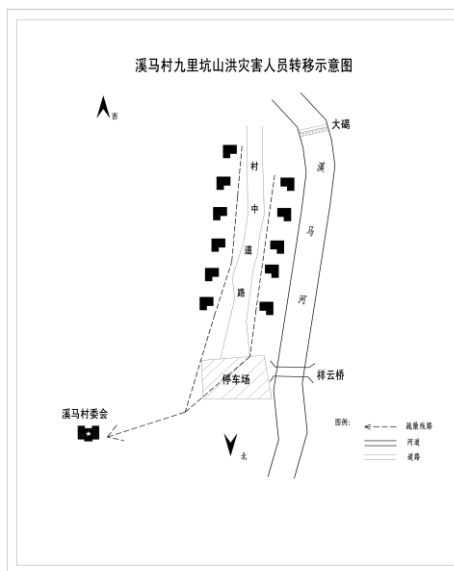 溪马村九里坑山洪灾害人员转移示意图
大碣
溪马河
村中道路
停车场
祥云桥
溪马村委会
北
图例:
疏散线路
河道
道路